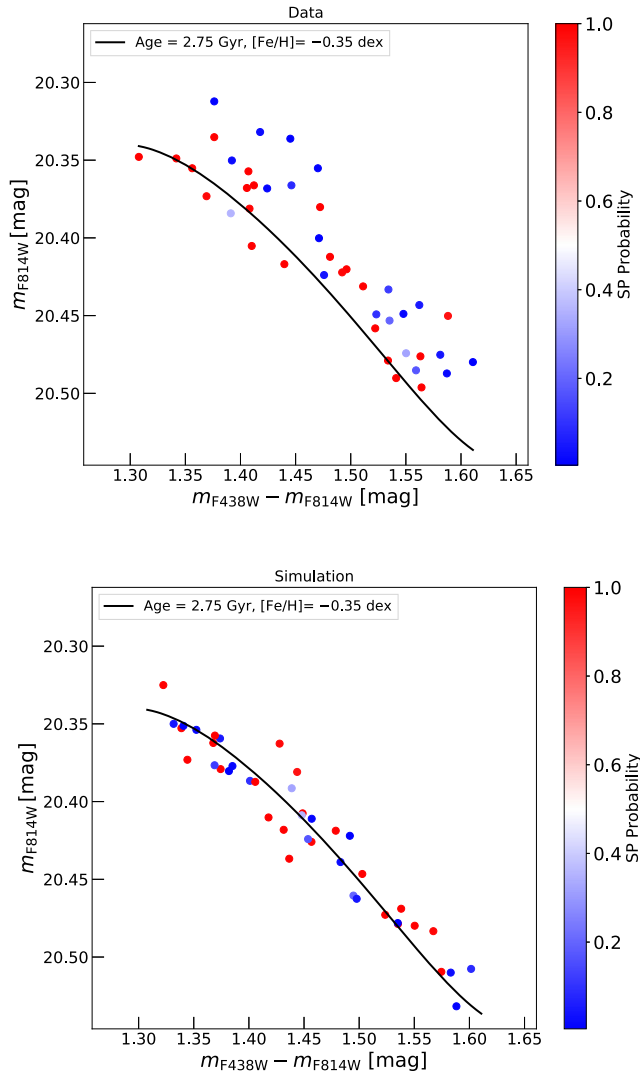 Data
Age = 2.75 Gyr, [Fe/H]= −0.35 dex
20.30
20.35
20.40
20.45
20.50
m_F814W [mag]
1.30 1.35 1.40 1.45 1.50 1.55 1.60 1.65
m_F438W − m_F814W [mag]
1.0
0.8
0.6
0.4
0.2
SP Probability
Simulation
Age = 2.75 Gyr, [Fe/H]= −0.35 dex
20.30
20.35
20.40
20.45
20.50
m_F814W [mag]
1.30 1.35 1.40 1.45 1.50 1.55 1.60 1.65
m_F438W − m_F814W [mag]
1.0
0.8
0.6
0.4
0.2
SP Probability